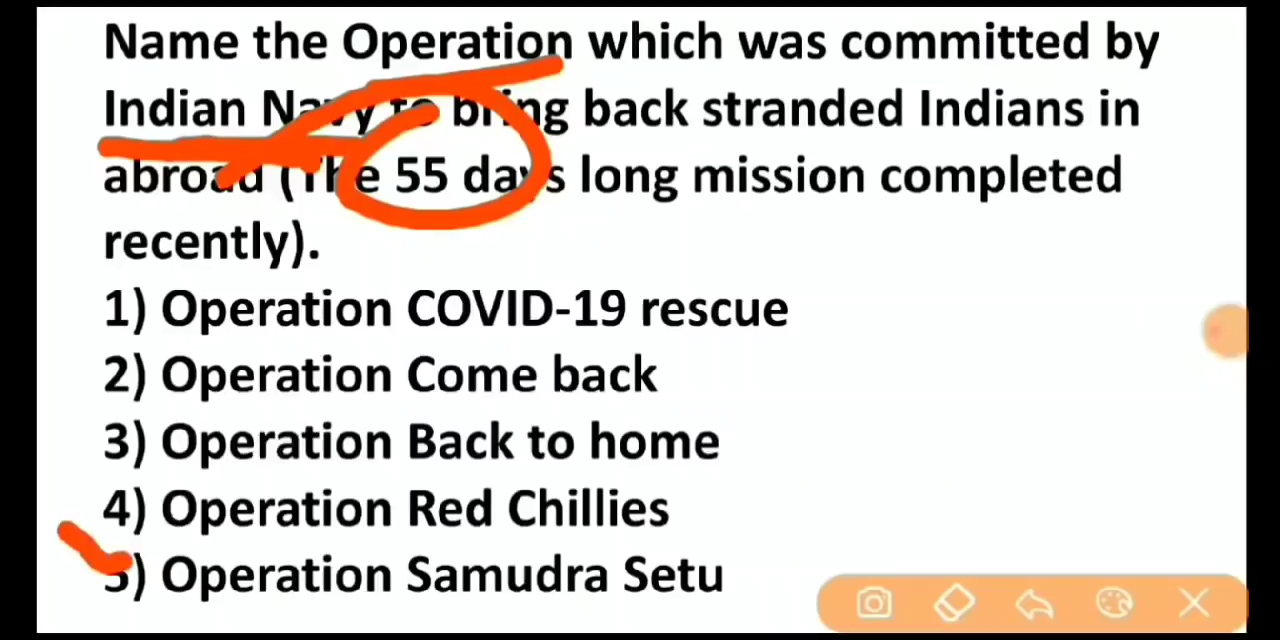 Name the Operation which was committed by
Indian Navy to bring back stranded Indians in
abroad (The 55 days long mission completed
recently).
1) Operation COVID-19 rescue
2) Operation Come back
3) Operation Back to home
4) Operation Red Chillies
5) Operation Samudra Setu